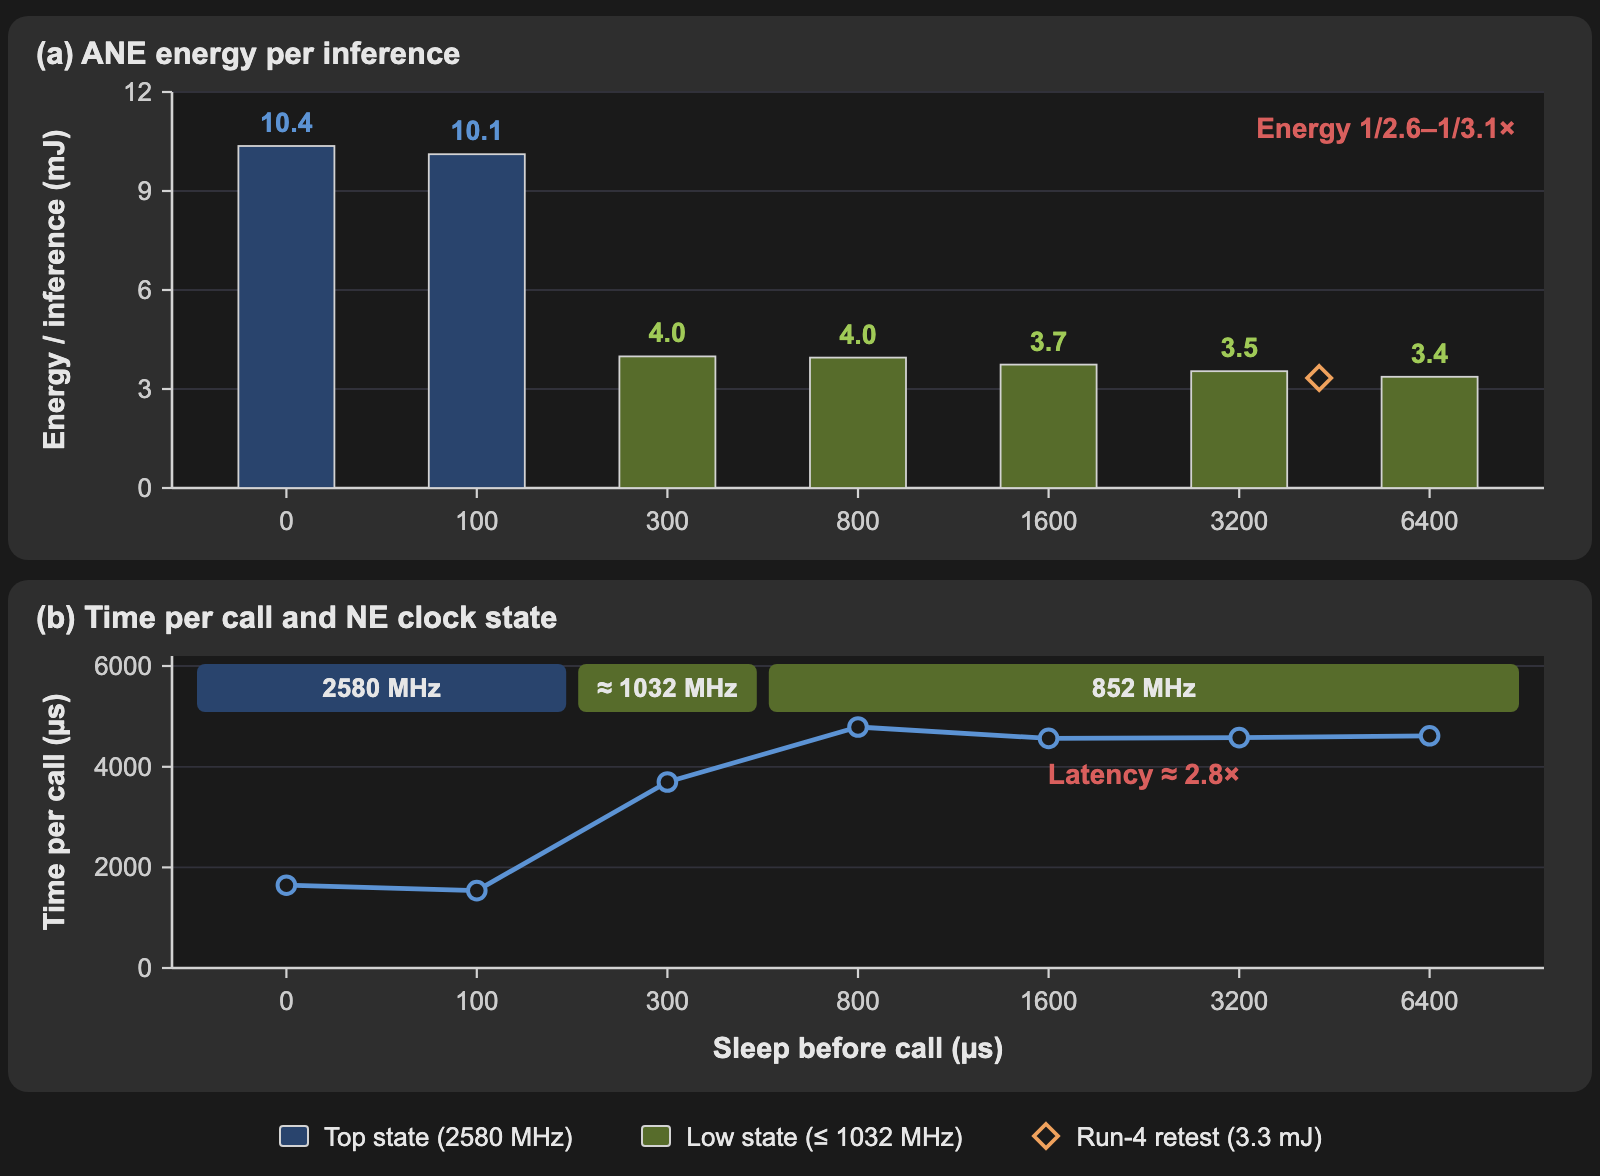 (a) ANE energy per inference
Energy / inference (mJ)
12
9
6
3
0
10.4
10.1
4.0
4.0
3.7
3.5
3.4
Energy 1/2.6–1/3.1×
0 100 300 800 1600 3200 6400
(b) Time per call and NE clock state
Time per call (µs)
6000
4000
2000
0
2580 MHz
≈ 1032 MHz
852 MHz
Latency ≈ 2.8×
0 100 300 800 1600 3200 6400
Sleep before call (µs)
Top state (2580 MHz)
Low state (≤ 1032 MHz)
Run-4 retest (3.3 mJ)